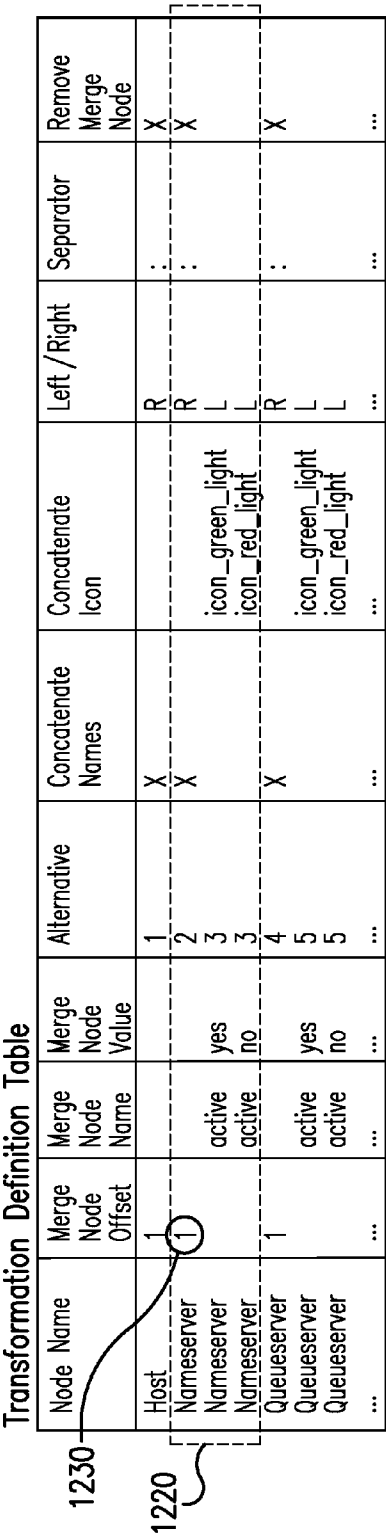 Transformation Definition Table
Node Name | Merge Node Offset | Merge Node Name | Merge Node Value | Alternative | Concatenate Names | Concatenate Icon | Left / Right | Separator | Remove Merge Node
Host | 1 | | | 1 | X | | R | : | X
Nameserver | 1 | | | 2 | X | | R | : | X
Nameserver | | active | yes | 3 | | icon_green_light | L | |
Nameserver | | active | no | 3 | | icon_red_light | L | |
Queueserver | 1 | | | 4 | X | | R | : | X
Queueserver | | active | yes | 5 | | icon_green_light | L | |
Queueserver | | active | no | 5 | | icon_red_light | L | |
... | ... | ... | ... | ... | ... | ... | ... | ... | ...
1230
1220